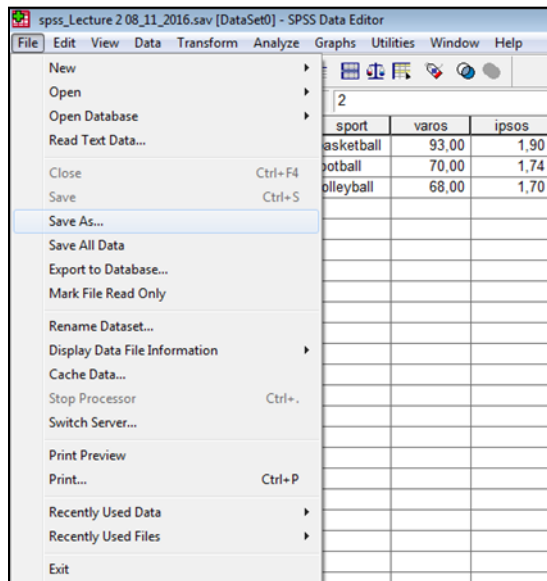 spss_Lecture 2 08_11_2016.sav [DataSet0] - SPSS Data Editor
File Edit View Data Transform Analyze Graphs Utilities Window Help
New
Open
Open Database
Read Text Data...
Close Ctrl+F4
Save Ctrl+S
Save As...
Save All Data
Export to Database...
Mark File Read Only
Rename Dataset...
Display Data File Information
Cache Data...
Stop Processor Ctrl+.
Switch Server...
Print Preview
Print... Ctrl+P
Recently Used Data
Recently Used Files
Exit
2
sport varos ipsos
asketball 93,00 1,90
ootball 70,00 1,74
olleyball 68,00 1,70